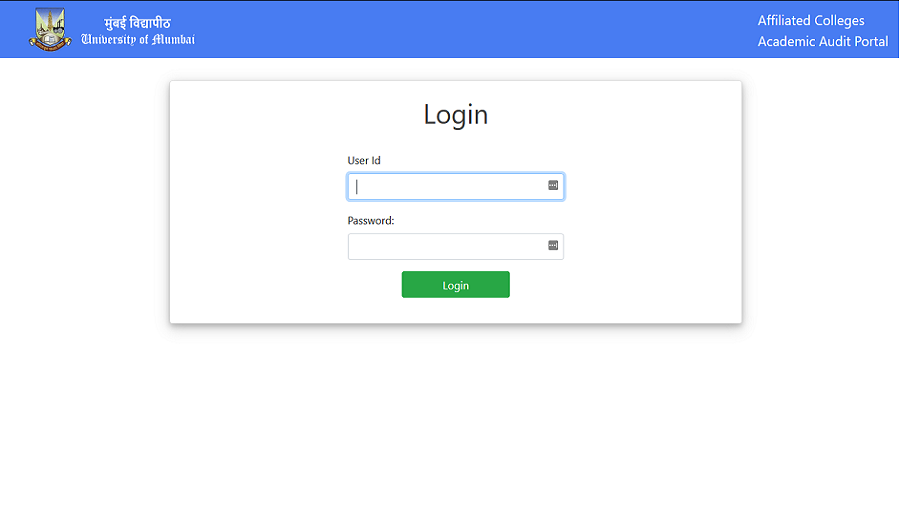 मुंबई विद्यापीठ
University of Mumbai
Affiliated Colleges
Academic Audit Portal
Login
User Id
Password:
Login